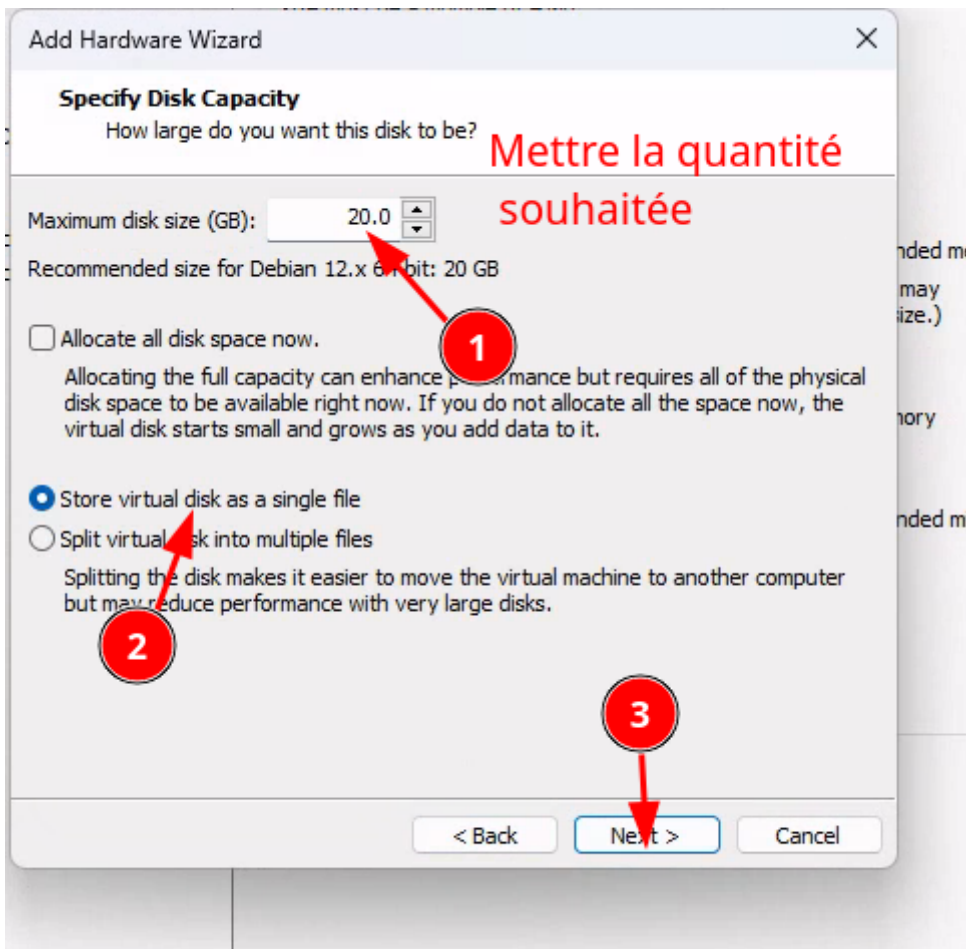 Add Hardware Wizard
Specify Disk Capacity
How large do you want this disk to be?
Mettre la quantité
souhaitée
Maximum disk size (GB): 20.0
Recommended size for Debian 12.x 64-bit: 20 GB
nded m
may
size.)
1
Allocate all disk space now.
Allocating the full capacity can enhance performance but requires all of the physical
disk space to be available right now. If you do not allocate all the space now, the
virtual disk starts small and grows as you add data to it.
nory
Store virtual disk as a single file
nded m
Split virtual disk into multiple files
Splitting the disk makes it easier to move the virtual machine to another computer
but may reduce performance with very large disks.
2
3
< Back Next > Cancel